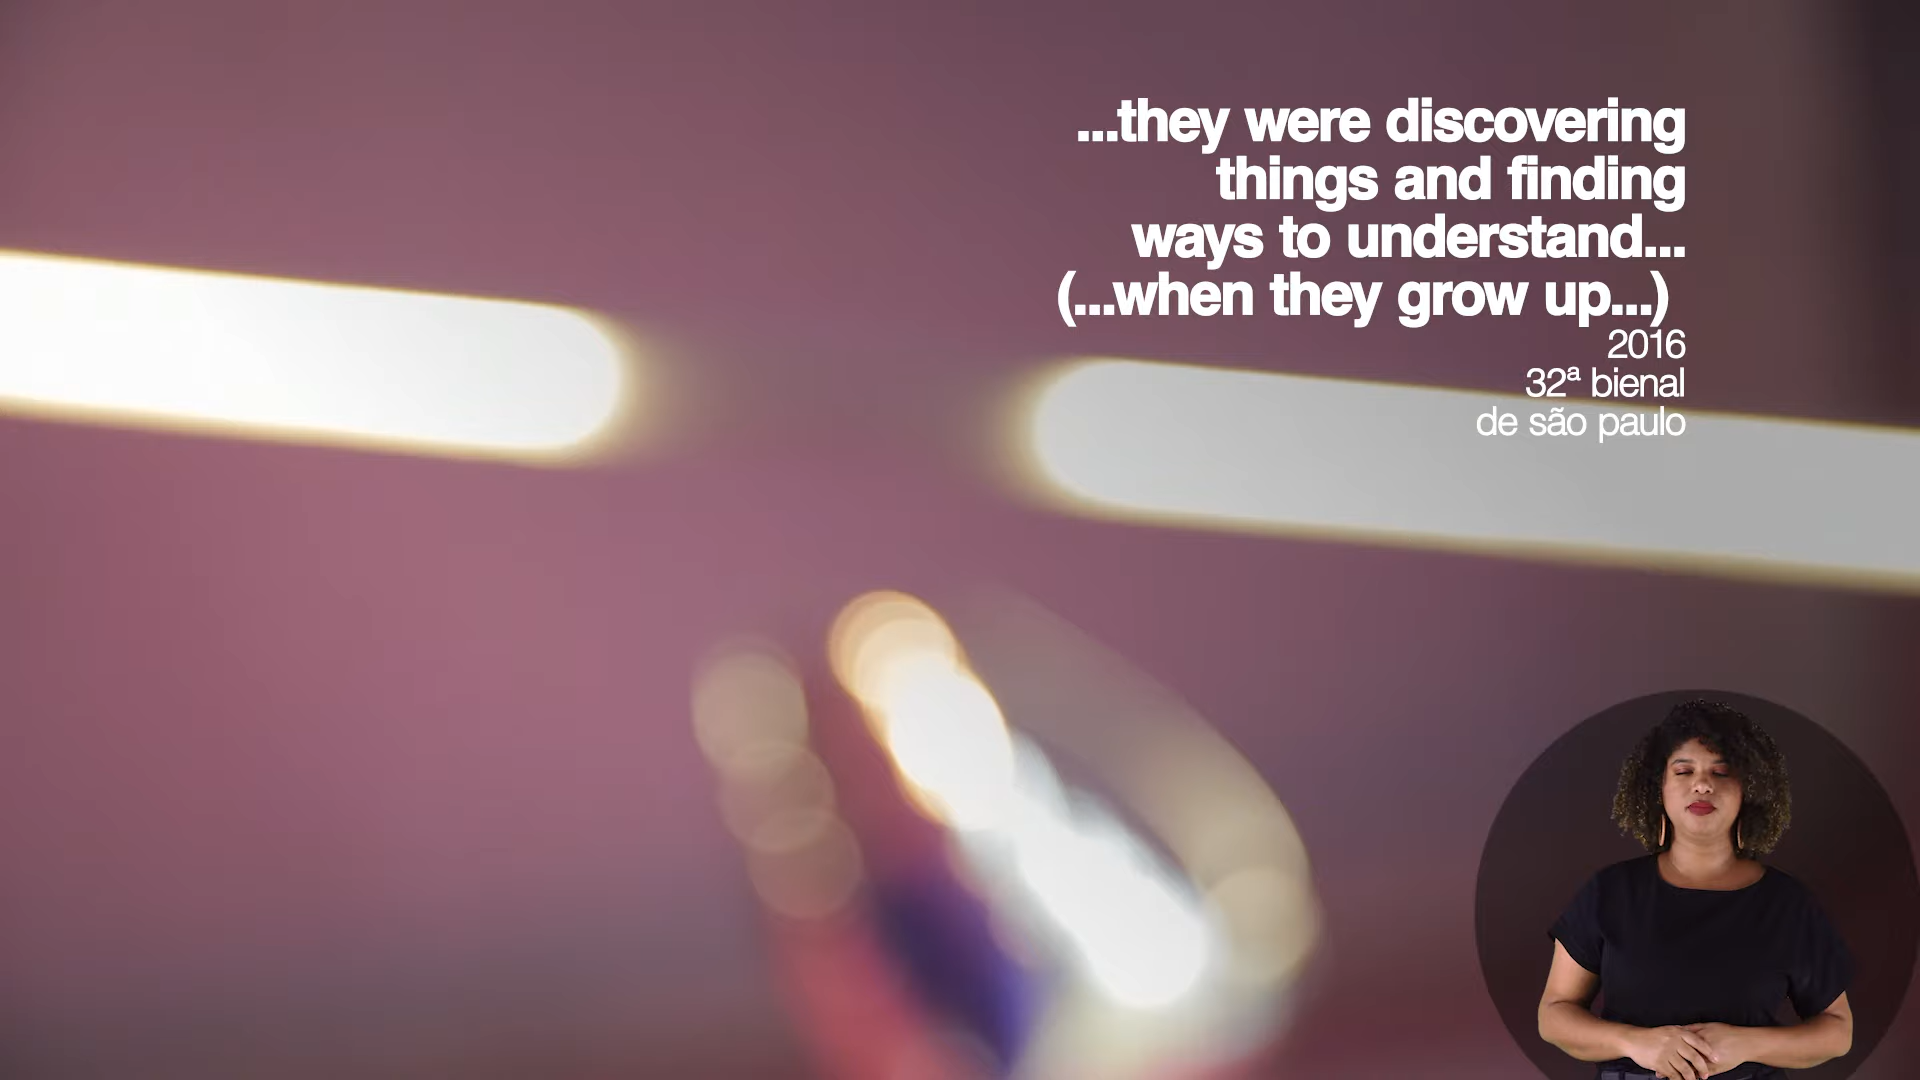 ...they were discovering
things and finding
ways to understand...
(...when they grow up...)
2016
32ª bienal
de são paulo